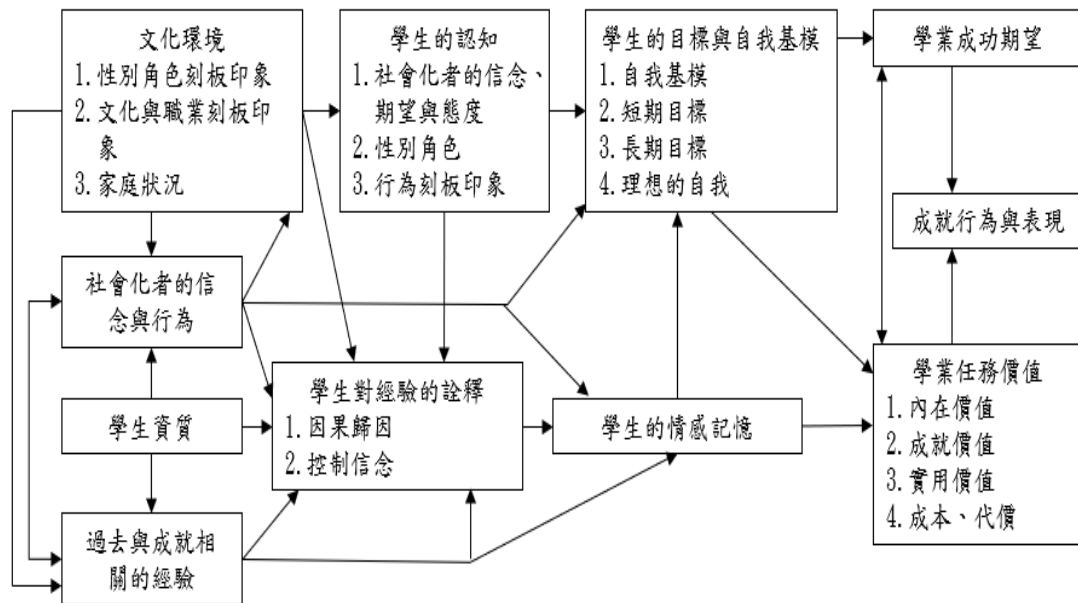 文化環境
1. 性別角色刻板印象
2. 文化與職業刻板印
象
3. 家庭狀況
學生的認知
1. 社會化者的信念、
期望與態度
2. 性別角色
3. 行為刻板印象
學生的目標與自我基模
1. 自我基模
2. 短期目標
3. 長期目標
4. 理想的自我
學業成功期望
成就行為與表現
社會化者的信
念與行為
學生資質
過去與成就相
關的經驗
學生對經驗的詮釋
1. 因果歸因
2. 控制信念
學生的情感記憶
學業任務價值
1. 內在價值
2. 成就價值
3. 實用價值
4. 成本、代價